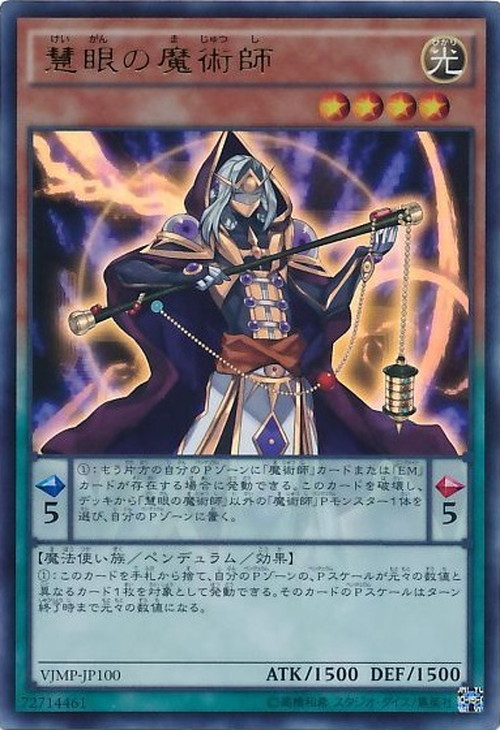 慧眼の魔術師
光
①:もう片方の自分のPゾーンに「魔術師」カードまたは「EM」
カードが存在する場合に発動できる。このカードを破壊し、
デッキから「慧眼の魔術師」以外の「魔術師」Pモンスター1体を
選び、自分のPゾーンに置く。
5
5
【魔法使い族/ペンデュラム/効果】
①:このカードを手札から捨て、自分のPゾーンの、Pスケールが元々の数値と
異なるカード1枚を対象として発動できる。そのカードのPスケールはターン
終了時まで元々の数値になる。
VJMP-JP100
ATK/1500 DEF/1500
72714461
©高橋和希 スタジオ・ダイス/集英社